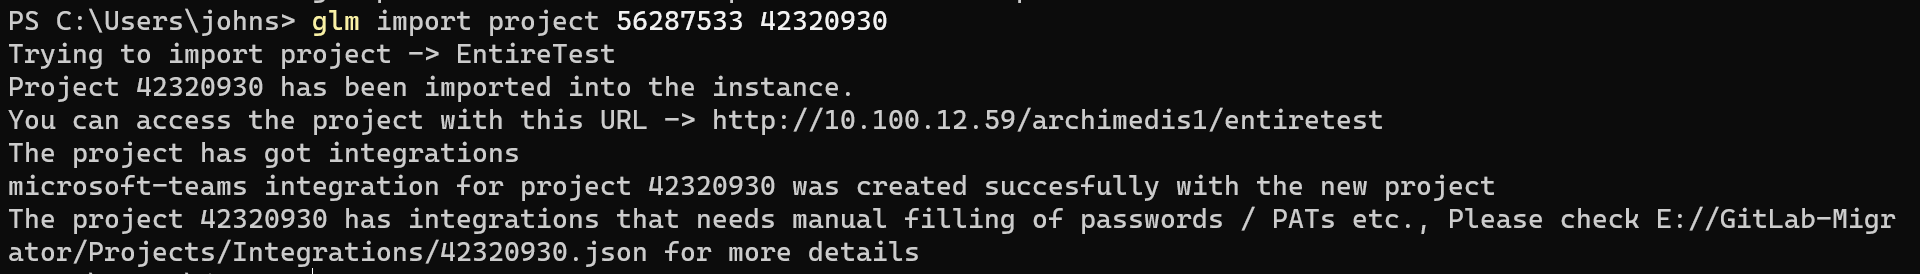 PS C:\Users\johns> glm import project 56287533 42320930
Trying to import project -> EntireTest
Project 42320930 has been imported into the instance.
You can access the project with this URL -> http://10.100.12.59/archimedis1/entiretest
The project has got integrations
microsoft-teams integration for project 42320930 was created succesfully with the new project
The project 42320930 has integrations that needs manual filling of passwords / PATs etc., Please check E://GitLab-Migr
ator/Projects/Integrations/42320930.json for more details